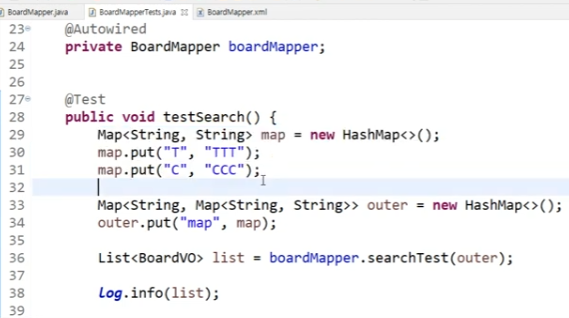 BoardMapper.java BoardMapperTests.java BoardMapper.xml
23 @Autowired
24 private BoardMapper boardMapper;
25
26
27 @Test
28 public void testSearch() {
29 Map<String, String> map = new HashMap<>();
30 map.put("T", "TTT");
31 map.put("C", "CCC");
32
33 Map<String, Map<String, String>> outer = new HashMap<>();
34 outer.put("map", map);
35
36 List<BoardVO> list = boardMapper.searchTest(outer);
37
38 log.info(list);
39